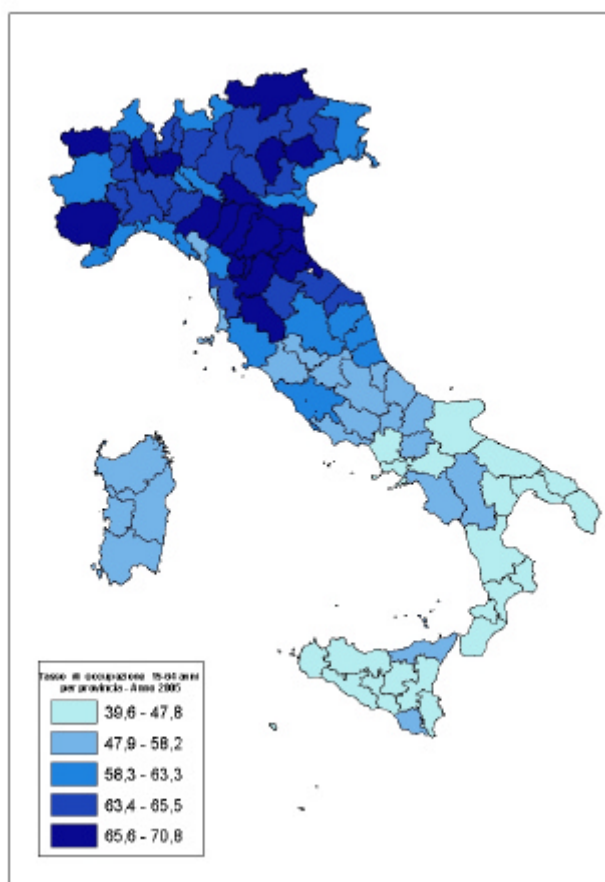 Tasso di occupazione 15-64 anni
per provincia - Anno 2005
39,6 - 47,8
47,9 - 58,2
58,3 - 63,3
63,4 - 65,5
65,6 - 70,8